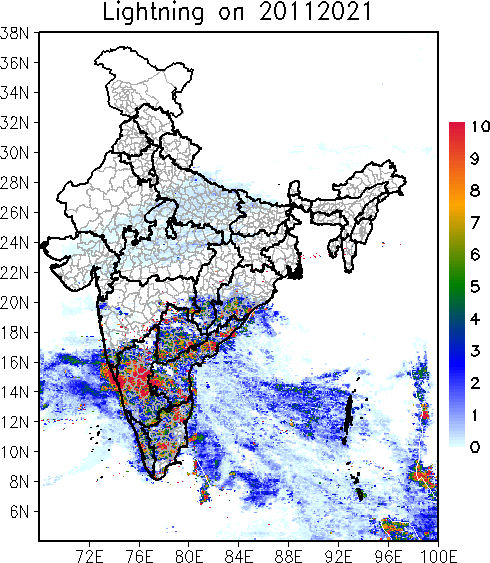 Lightning on 20112021
38N
36N
34N
32N
30N
28N
26N
24N
22N
20N
18N
16N
14N
12N
10N
8N
6N
72E 76E 80E 84E 88E 92E 96E 100E
10
9
8
7
6
5
4
3
2
1
0